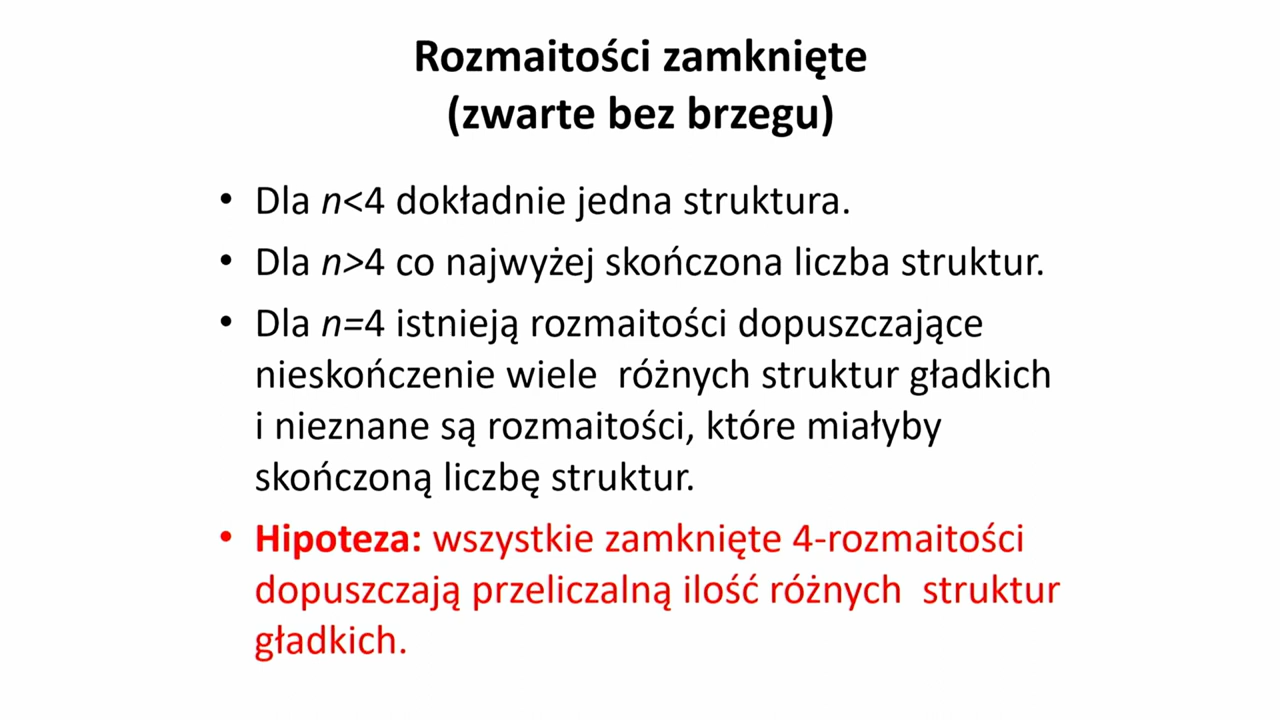 Rozmaitości zamknięte
(zwarte bez brzegu)
• Dla n<4 dokładnie jedna struktura.
• Dla n>4 co najwyżej skończona liczba struktur.
• Dla n=4 istnieją rozmaitości dopuszczające
nieskończenie wiele  różnych struktur gładkich
i nieznane są rozmaitości, które miałyby
skończoną liczbę struktur.
• Hipoteza: wszystkie zamknięte 4-rozmaitości
dopuszczają przeliczalną ilość różnych  struktur
gładkich.